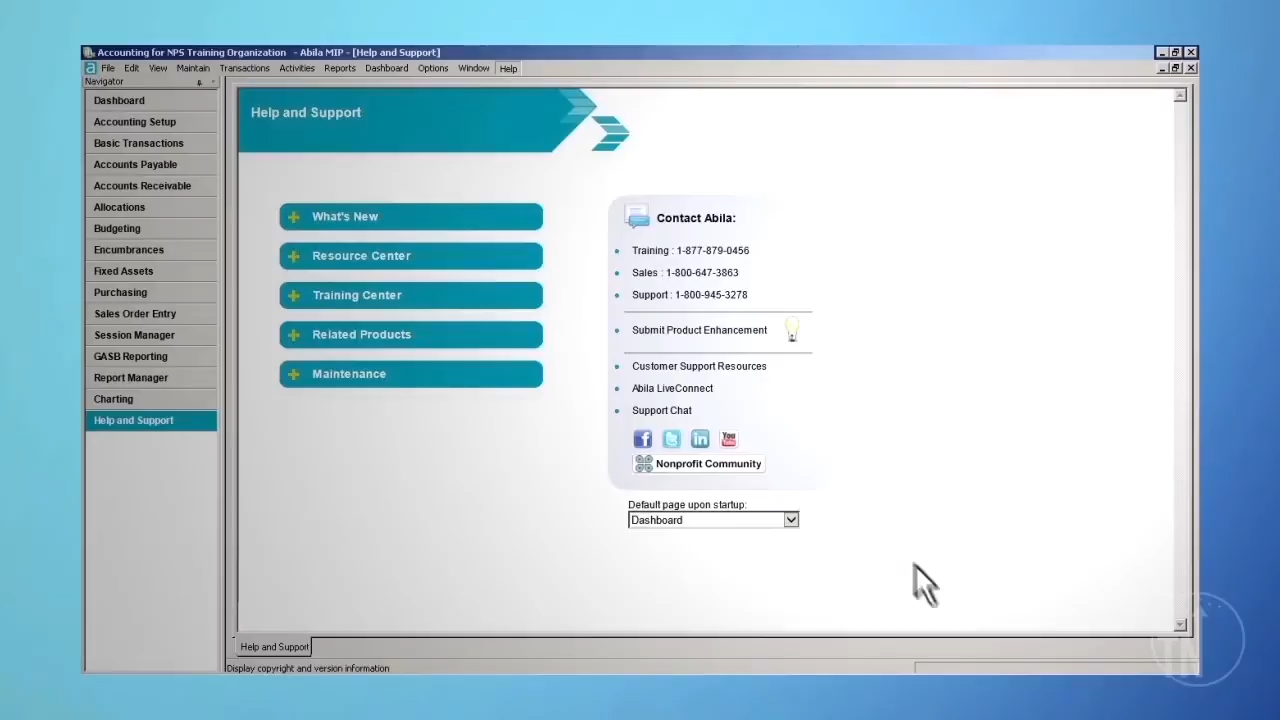 Accounting for NPS Training Organization - Abila MIP - [Help and Support]
File Edit View Maintain Transactions Activities Reports Dashboard Options Window Help
Navigator
Dashboard
Accounting Setup
Basic Transactions
Accounts Payable
Accounts Receivable
Allocations
Budgeting
Encumbrances
Fixed Assets
Purchasing
Sales Order Entry
Session Manager
GASB Reporting
Report Manager
Charting
Help and Support
Help and Support
What's New
Resource Center
Training Center
Related Products
Maintenance
Contact Abila:
Training : 1-877-879-0456
Sales : 1-800-647-3863
Support : 1-800-945-3278
Submit Product Enhancement
Customer Support Resources
Abila LiveConnect
Support Chat
You
Nonprofit Community
Default page upon startup:
Dashboard
Help and Support
Display copyright and version information